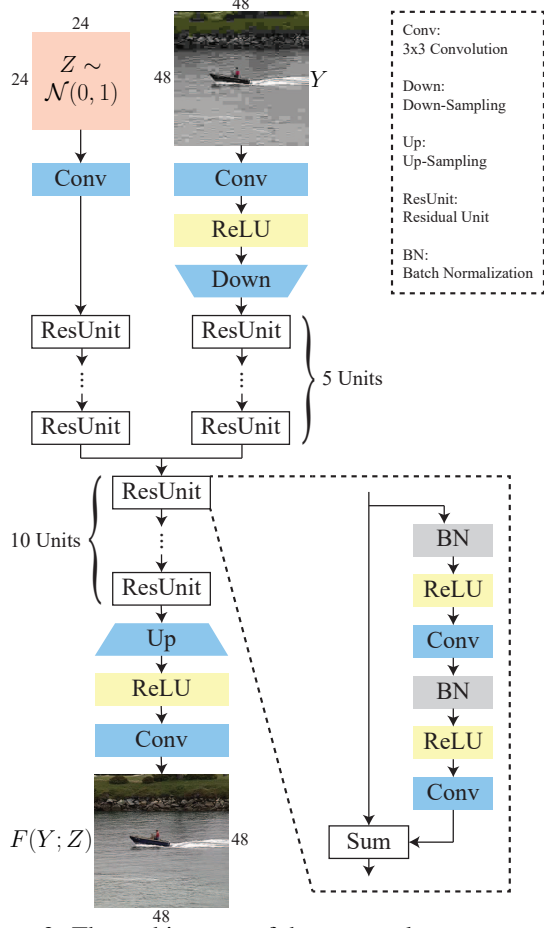 24
24
Z ∼
𝒩(0, 1)
48
48
Y
Conv
Conv
ReLU
Down
ResUnit
ResUnit
ResUnit
ResUnit
5 Units
Conv:
3x3 Convolution
Down:
Down-Sampling
Up:
Up-Sampling
ResUnit:
Residual Unit
BN:
Batch Normalization
ResUnit
10 Units
ResUnit
Up
ReLU
Conv
F(Y; Z)
48
48
BN
ReLU
Conv
BN
ReLU
Conv
Sum